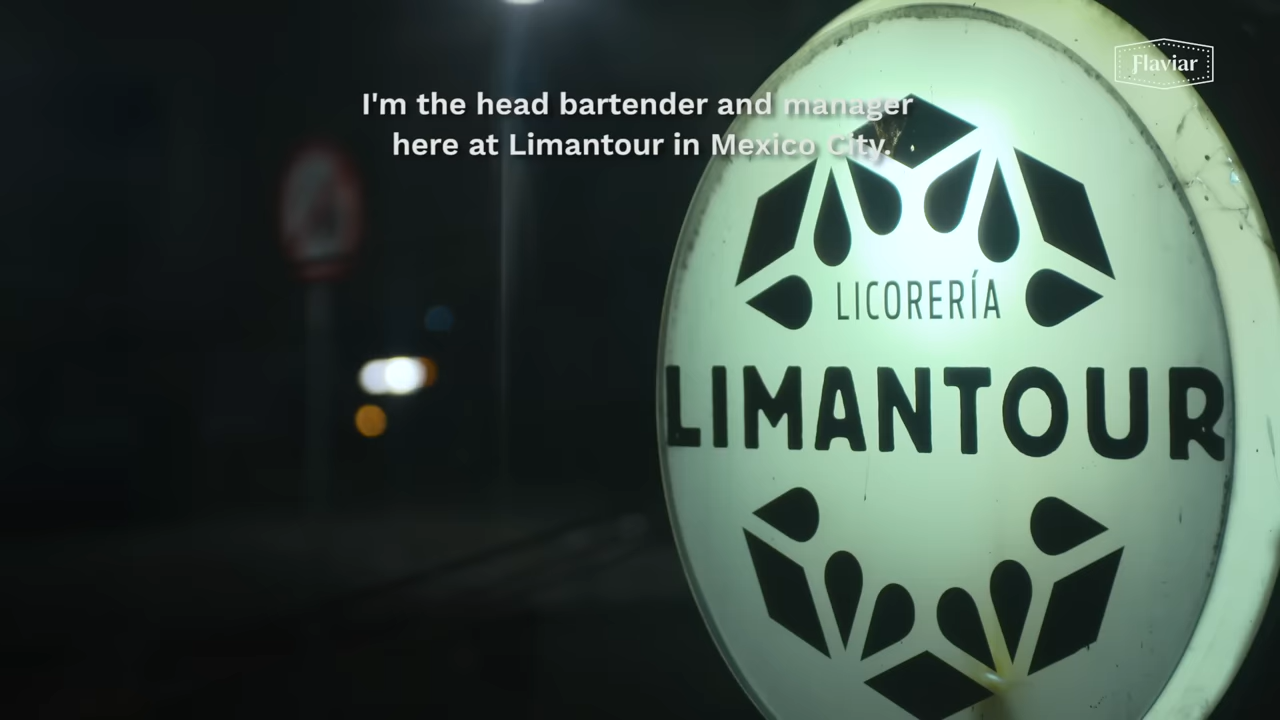 Flaviar
I'm the head bartender and manager
here at Limantour in Mexico City.
LICORERÍA
LIMANTOUR